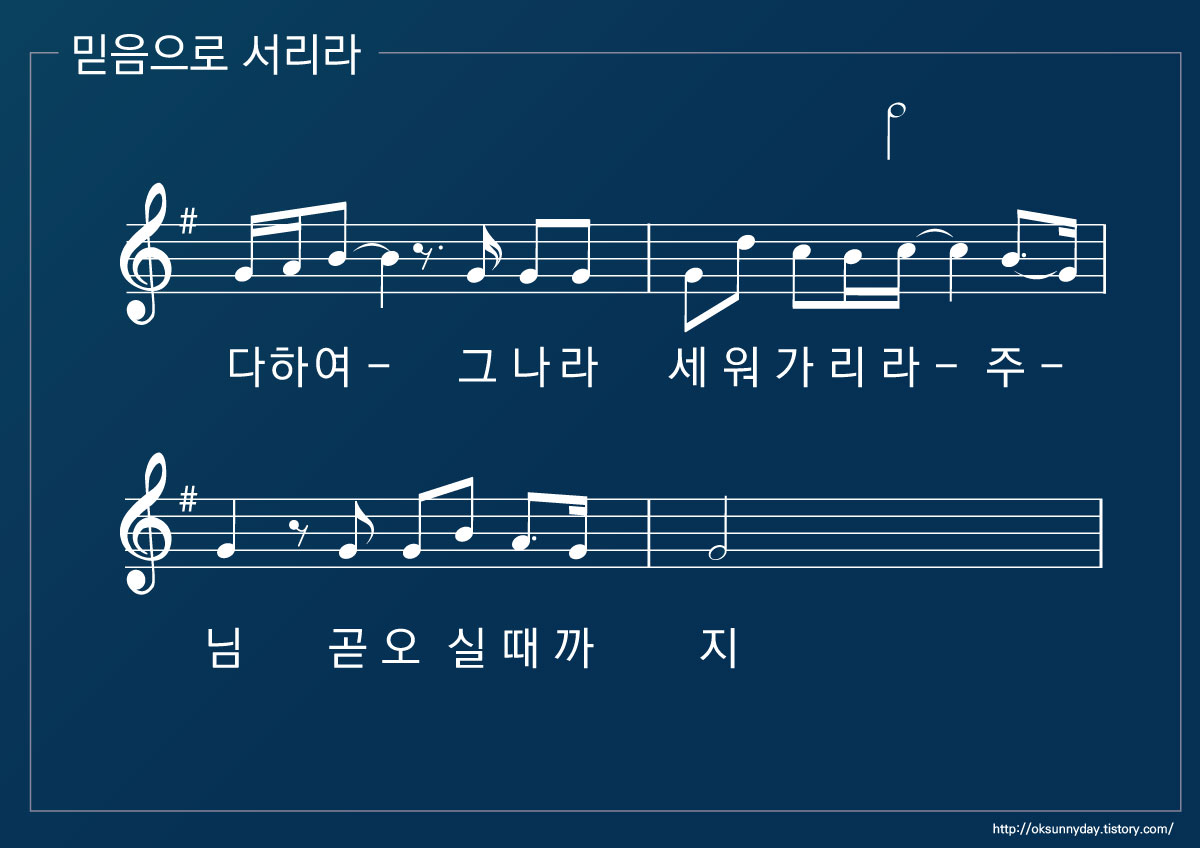 믿음으로 서리라
다하여- 그나라 세워가리라- 주-
님 곧오실때까지
http://oksunnyday.tistory.com/